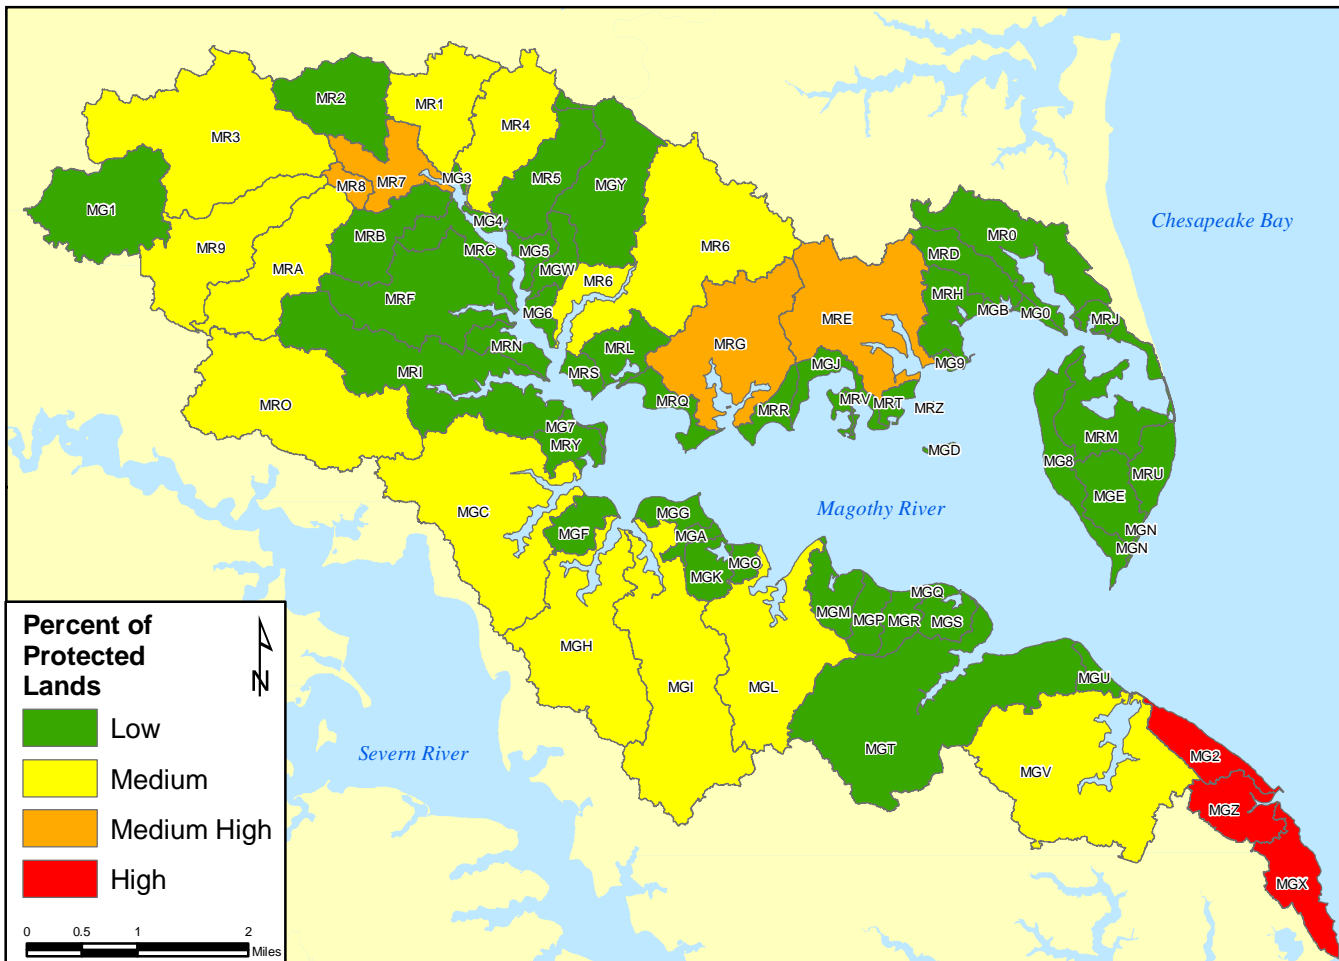 MR2
MR1
MR4
MR3
MR5
MGY
MG3
MR8
MR7
MG1
MG4
MR9
MRB
MRC
MG5
MR6
MRA
MGW
MR6
MRF
MG6
MRD
MR0
Chesapeake Bay
MRH
MGB
MG0
MRJ
MRE
MRG
MRN
MRL
MRI
MRS
MGJ
MG9
MRO
MRQ
MRR
MRV
MRT
MRZ
MG7
MRY
MGD
MRM
MG8
MRU
MGE
MGN
MGN
MGC
MGG
Magothy River
MGF
MGA
MGO
MGK
MGQ
MGM
MGP
MGR
MGS
MGH
MGI
MGL
MGU
MGT
MGV
MG2
MGZ
MGX
Severn River
Percent of
Protected
Lands
N
Low
Medium
Medium High
High
0 0.5 1 2
Miles